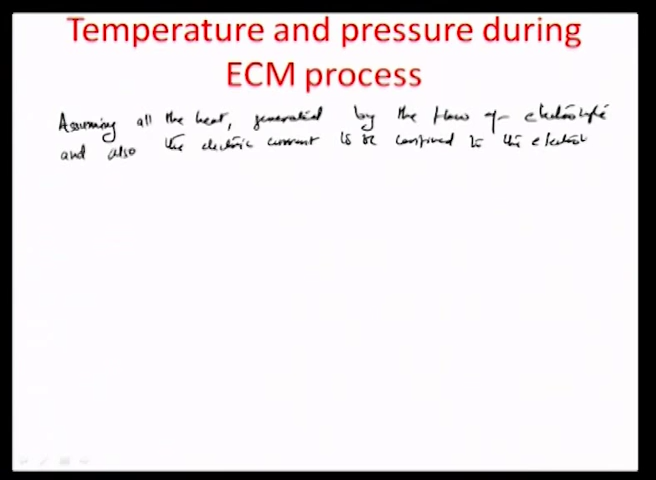 Temperature and pressure during
ECM process
Assuming all the heat, generated by the flow of electrolyte
and also the electric current to be confined to the electrol